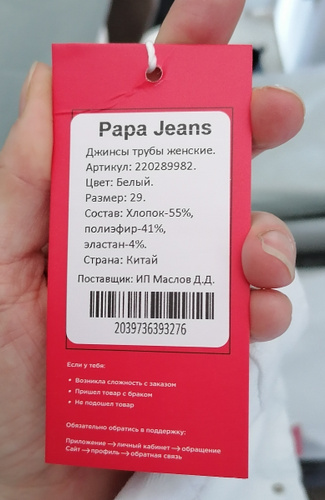 Papa Jeans
Джинсы трубы женские.
Артикул: 220289982.
Цвет: Белый.
Размер: 29.
Состав: Хлопок-55%,
полиэфир-41%,
эластан-4%.
Страна: Китай
Поставщик: ИП Маслов Д.Д.
2039736393276
Если у тебя:
• Возникла сложность с заказом
• Пришел товар с браком
• Не подошел товар
Обязательно обратись в поддержку:
Приложение → личный кабинет → обращение
Сайт → профиль → обратная связь